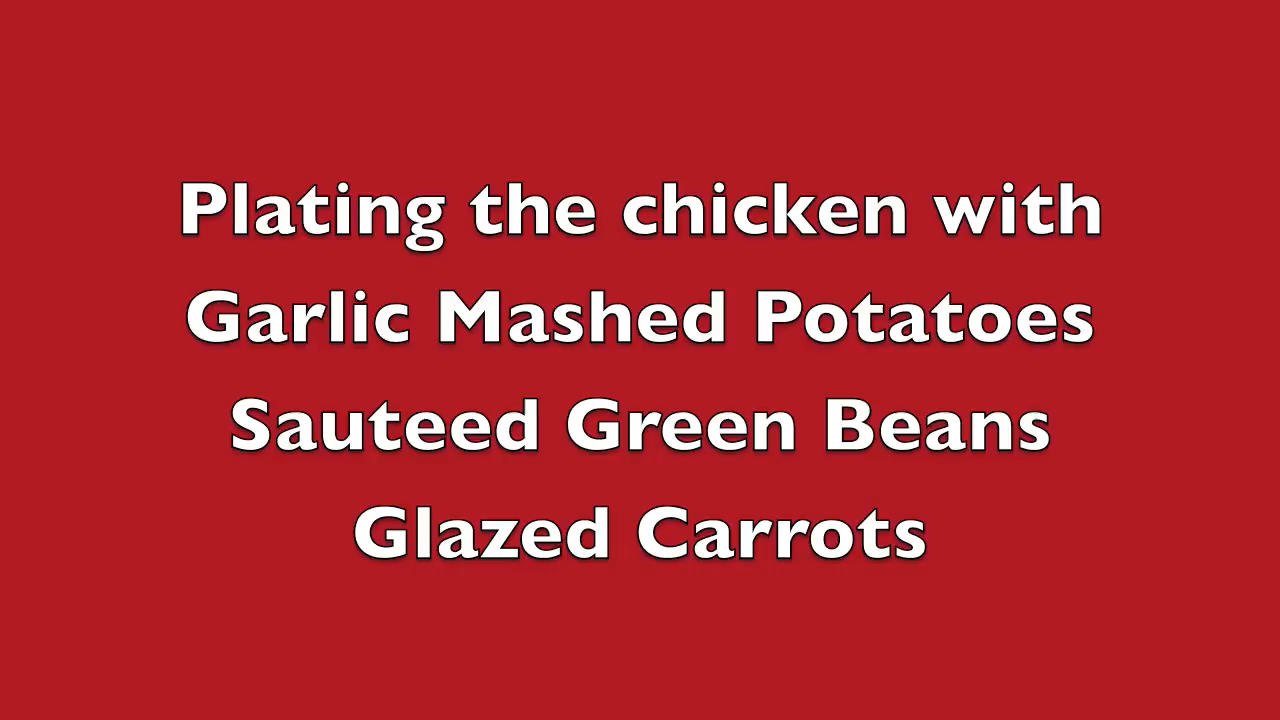 Plating the chicken with
Garlic Mashed Potatoes
Sauteed Green Beans
Glazed Carrots